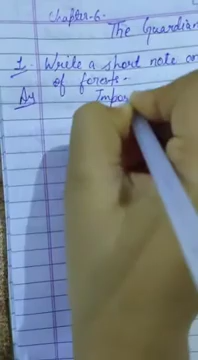 Chapter-6.
The Guardian
1. Write a short note on
of forests.
Ans Impo